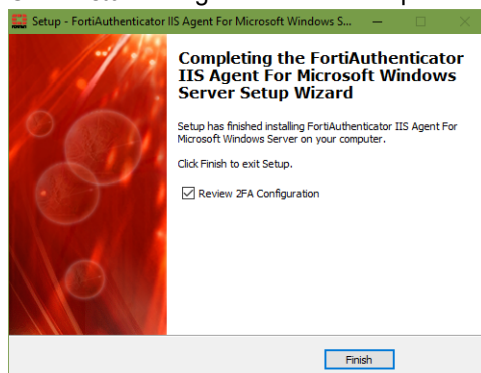 Setup - FortiAuthenticator IIS Agent For Microsoft Windows S...
Completing the FortiAuthenticator
IIS Agent For Microsoft Windows
Server Setup Wizard
Setup has finished installing FortiAuthenticator IIS Agent For
Microsoft Windows Server on your computer.
Click Finish to exit Setup.
Review 2FA Configuration
Finish